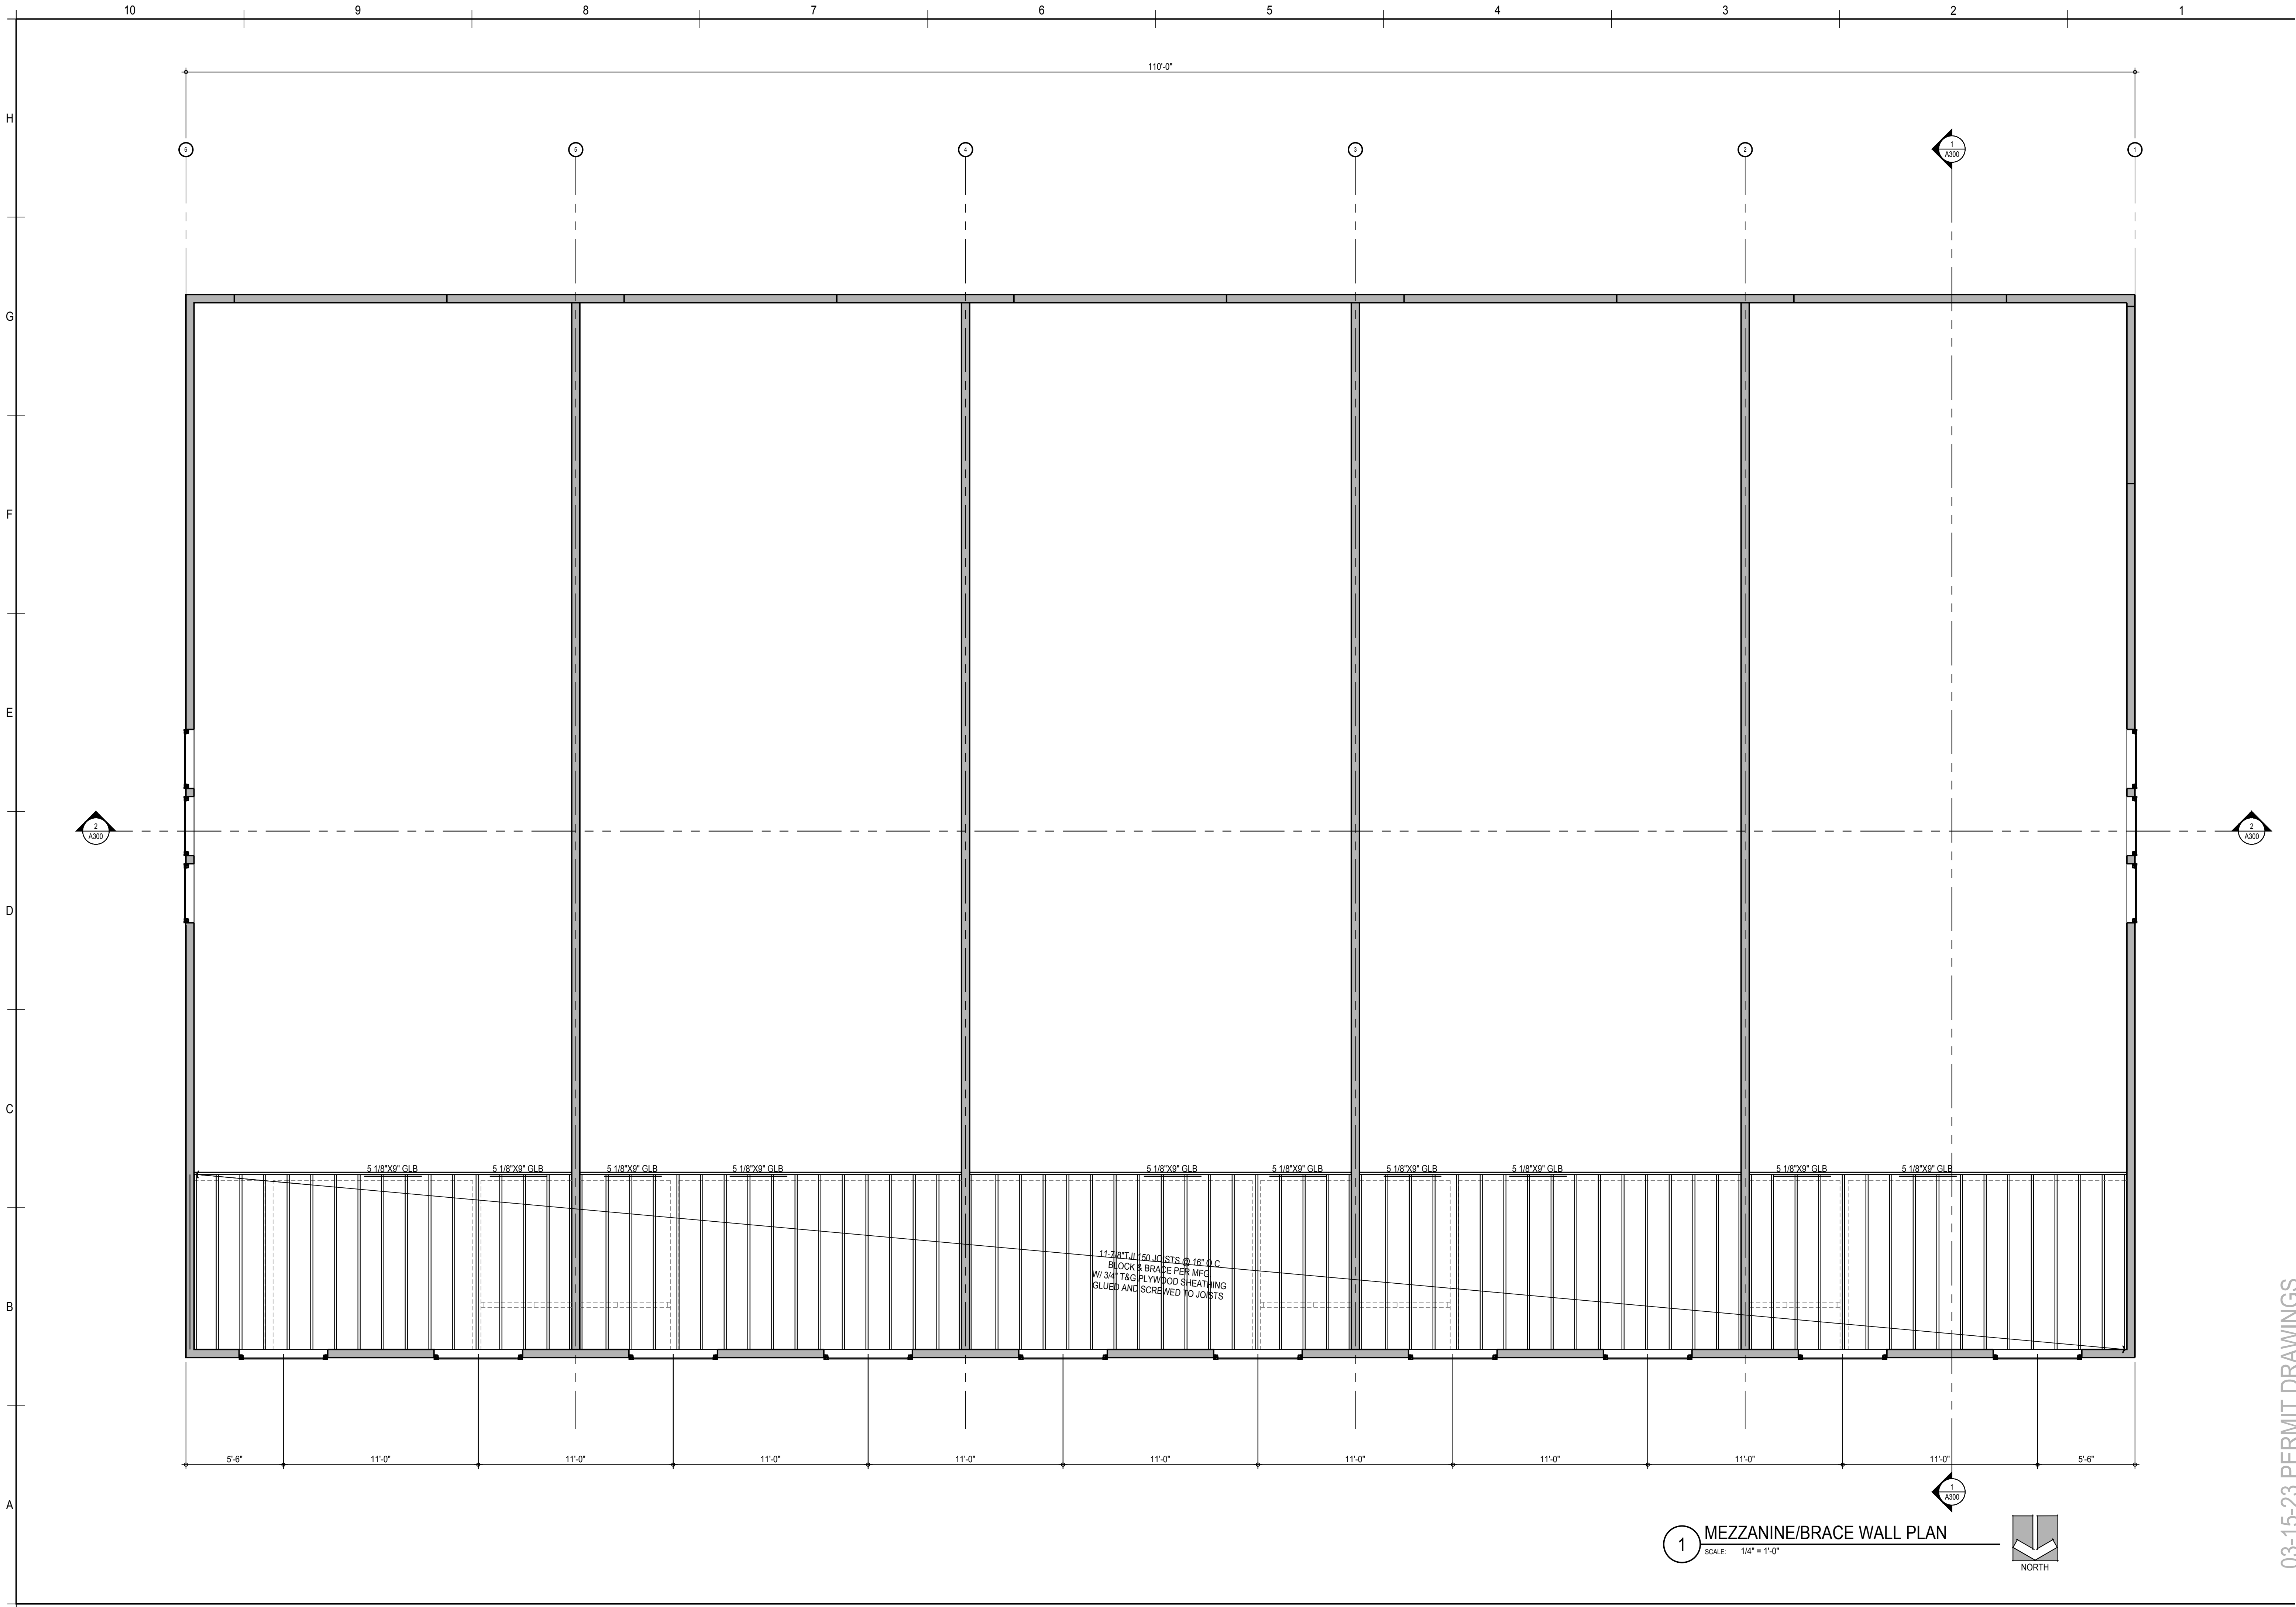 10 9 8 7 6 5 4 3 2 1
110'-0"
H
6 5 4 3 2 1
A300 1
G
F
E
2 2
A300 A300
D
C
5 1/8"X9" GLB 5 1/8"X9" GLB 5 1/8"X9" GLB 5 1/8"X9" GLB 5 1/8"X9" GLB 5 1/8"X9" GLB 5 1/8"X9" GLB 5 1/8"X9" GLB 5 1/8"X9" GLB 5 1/8"X9" GLB
11-7/8"TJI 150 JOISTS @ 16" O.C.
BLOCK & BRACE PER MFG
W/ 3/4" T&G PLYWOOD SHEATHING
GLUED AND SCREWED TO JOISTS
B
5'-6" 11'-0" 11'-0" 11'-0" 11'-0" 11'-0" 11'-0" 11'-0" 11'-0" 11'-0" 5'-6"
1
A300
A
1 MEZZANINE/BRACE WALL PLAN
SCALE: 1/4" = 1'-0"
NORTH
03-15-23 PERMIT DRAWINGS